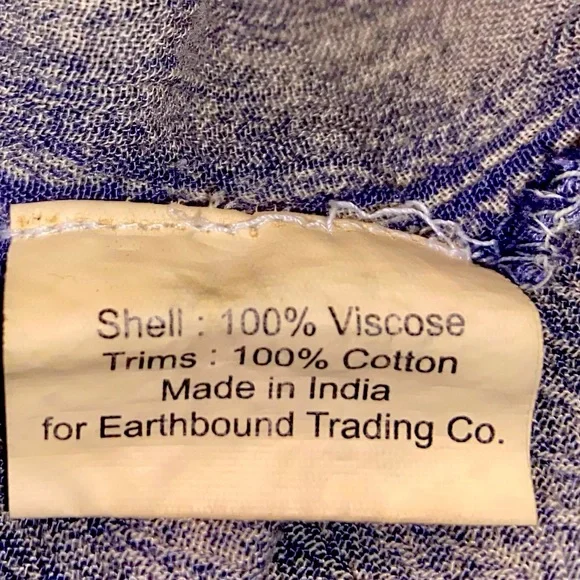 Shell : 100% Viscose
Trims : 100% Cotton
Made in India
for Earthbound Trading Co.